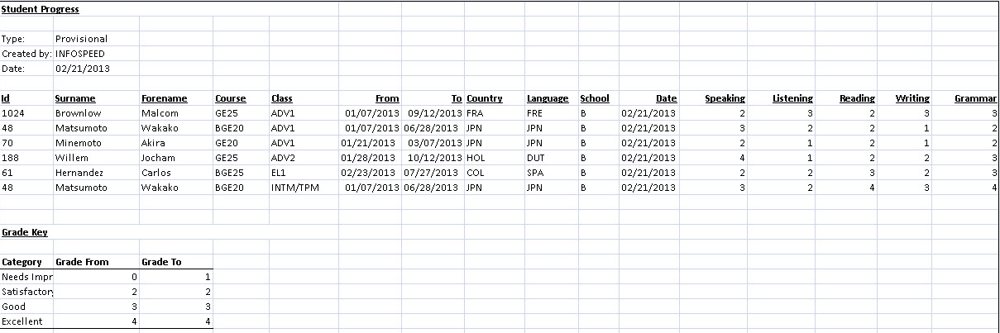 Student Progress
Type: Provisional
Created by: INFOSPEED
Date: 02/21/2013
Id Surname Forename Course Class From To Country Language School Date Speaking Listening Reading Writing Grammar
1024 Brownlow Malcom GE25 ADV1 01/07/2013 09/12/2013 FRA FRE B 02/21/2013 2 3 2 3 3
48 Matsumoto Wakako BGE20 ADV1 01/07/2013 06/28/2013 JPN JPN B 02/21/2013 3 2 2 1 2
70 Minemoto Akira GE20 ADV1 01/21/2013 03/07/2013 JPN JPN B 02/21/2013 2 1 2 1 2
188 Willem Jocham GE25 ADV2 01/28/2013 10/12/2013 HOL DUT B 02/21/2013 4 1 2 2 3
61 Hernandez Carlos BGE25 EL1 02/23/2013 07/27/2013 COL SPA B 02/21/2013 2 2 3 2 3
48 Matsumoto Wakako BGE20 INTM/TPM 01/07/2013 06/28/2013 JPN JPN B 02/21/2013 3 2 4 3 4
Grade Key
Category Grade From Grade To
Needs Impr 0 1
Satisfactory 2 2
Good 3 3
Excellent 4 4